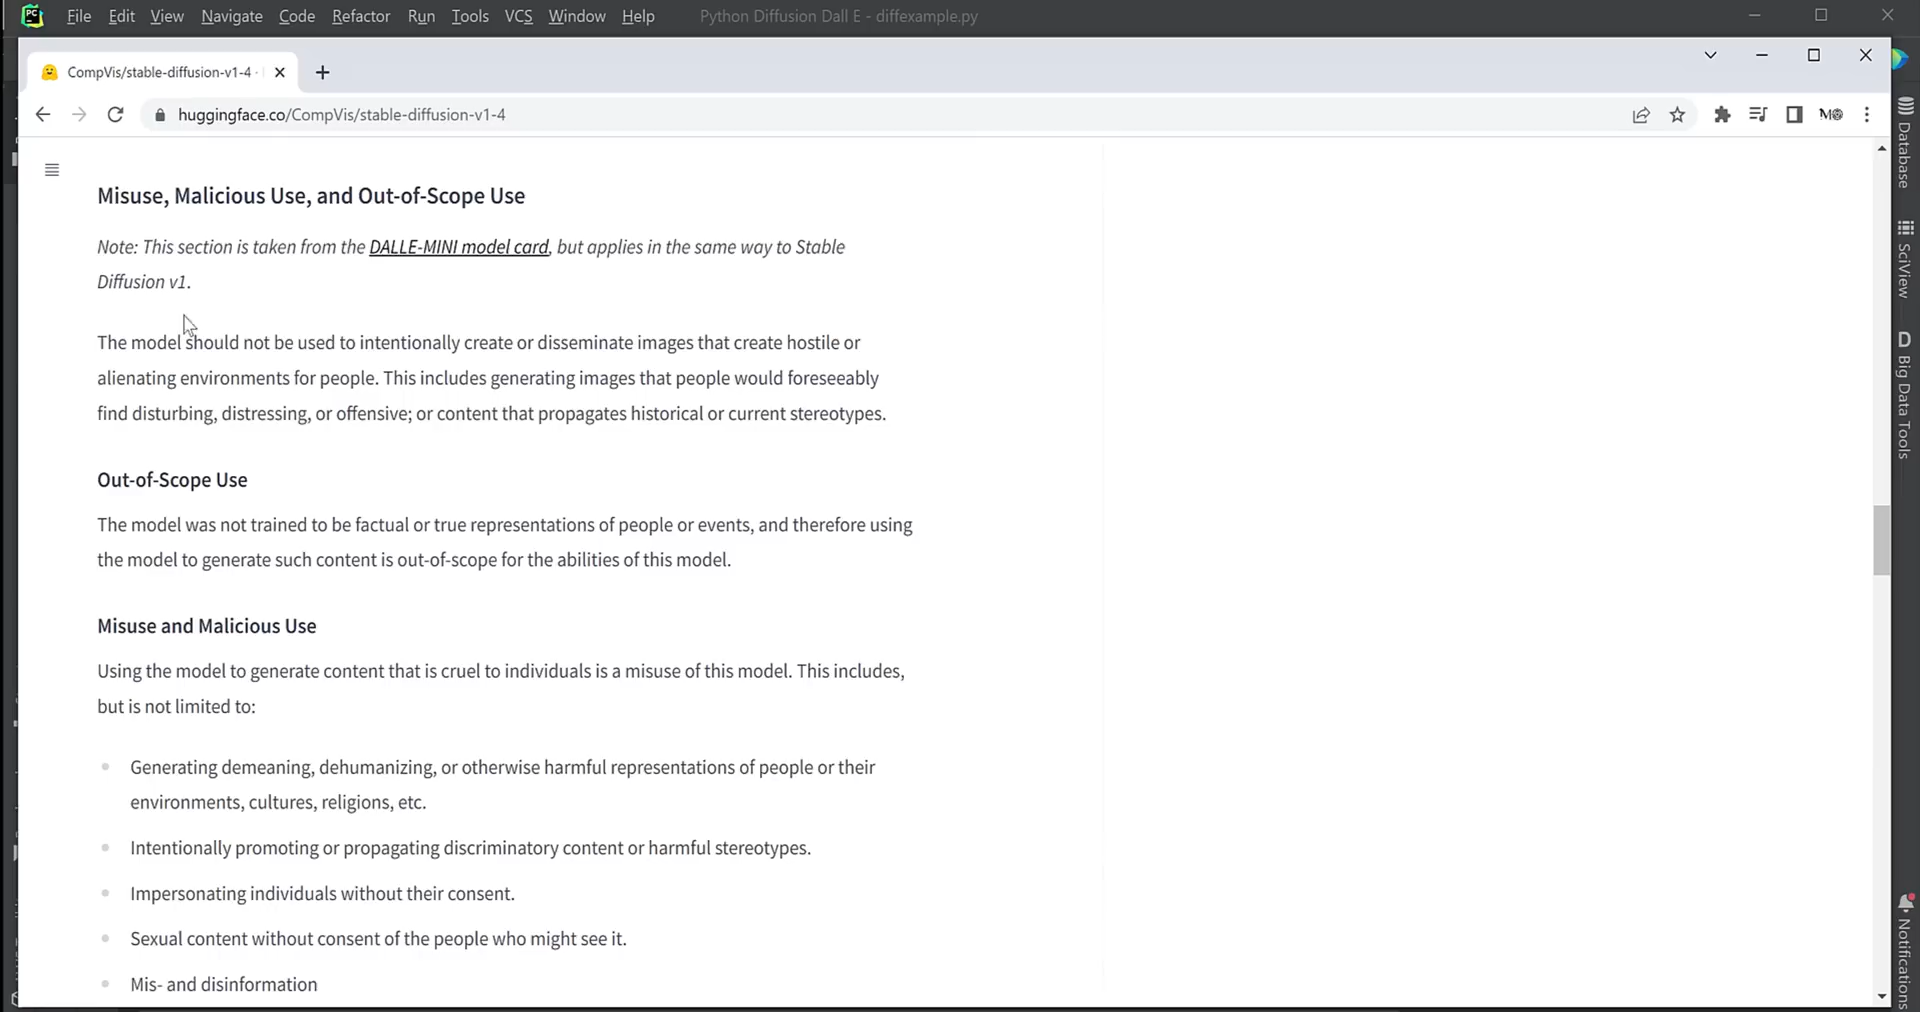 PC File Edit View Navigate Code Refactor Run Tools VCS Window Help Python Diffusion Dall E - diffexample.py
CompVis/stable-diffusion-v1-4 ·
huggingface.co/CompVis/stable-diffusion-v1-4
Misuse, Malicious Use, and Out-of-Scope Use
Note: This section is taken from the DALLE-MINI model card, but applies in the same way to Stable
Diffusion v1.
The model should not be used to intentionally create or disseminate images that create hostile or
alienating environments for people. This includes generating images that people would foreseeably
find disturbing, distressing, or offensive; or content that propagates historical or current stereotypes.
Out-of-Scope Use
The model was not trained to be factual or true representations of people or events, and therefore using
the model to generate such content is out-of-scope for the abilities of this model.
Misuse and Malicious Use
Using the model to generate content that is cruel to individuals is a misuse of this model. This includes,
but is not limited to:
Generating demeaning, dehumanizing, or otherwise harmful representations of people or their
environments, cultures, religions, etc.
Intentionally promoting or propagating discriminatory content or harmful stereotypes.
Impersonating individuals without their consent.
Sexual content without consent of the people who might see it.
Mis- and disinformation
Database
SciView
D Big Data Tools
Notifications